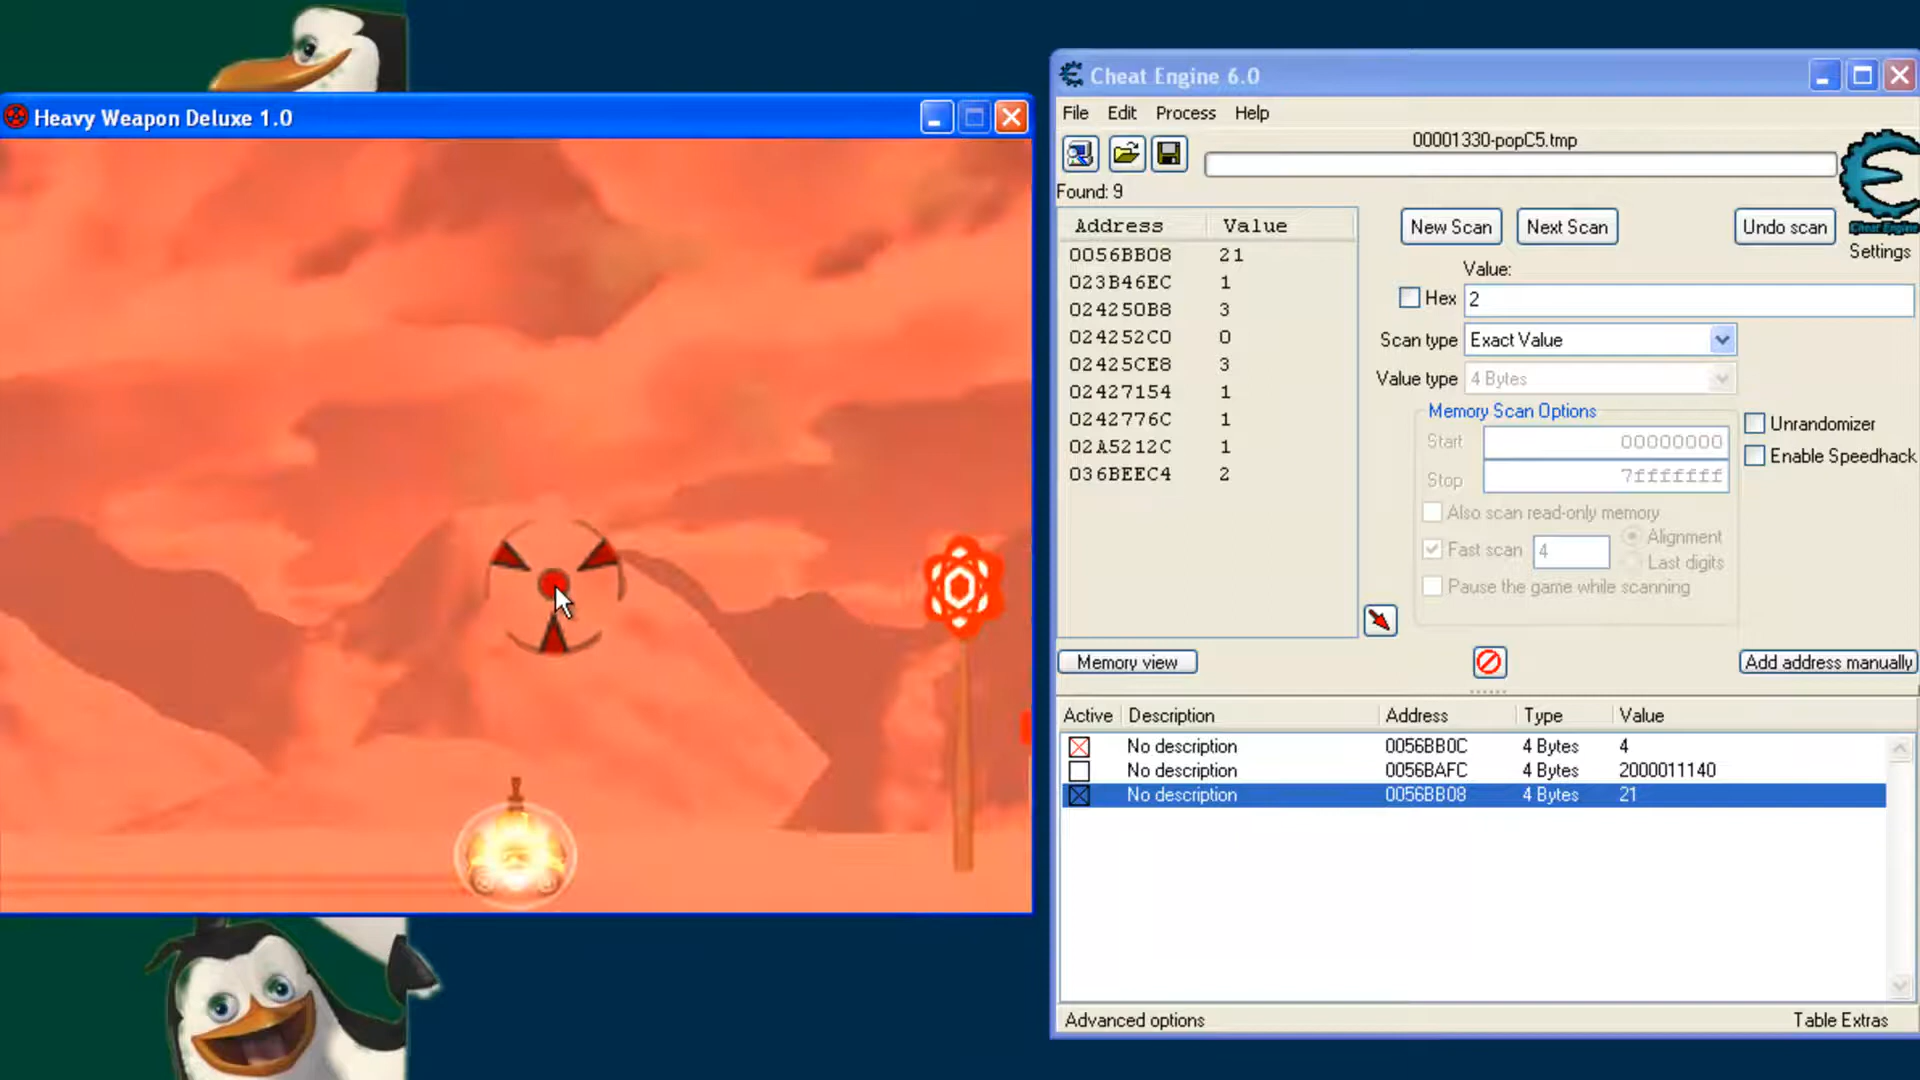 Heavy Weapon Deluxe 1.0
Cheat Engine 6.0
File Edit Process Help
00001330-popC5.tmp
Found: 9
Address Value
0056BB08 21
023B46EC 1
024250B8 3
024252C0 0
02425CE8 3
02427154 1
0242776C 1
02A5212C 1
036BEEC4 2
New Scan Next Scan Undo scan
Cheat Engine
Settings
Value:
Hex 2
Scan type Exact Value
Value type 4 Bytes
Memory Scan Options
Start 00000000
Stop 7fffffff
Also scan read-only memory
Fast scan 4 Alignment
Last digits
Pause the game while scanning
Unrandomizer
Enable Speedhack
Memory view
Add address manually
Active Description Address Type Value
No description 0056BB0C 4 Bytes 4
No description 0056BAFC 4 Bytes 2000011140
No description 0056BB08 4 Bytes 21
Advanced options Table Extras